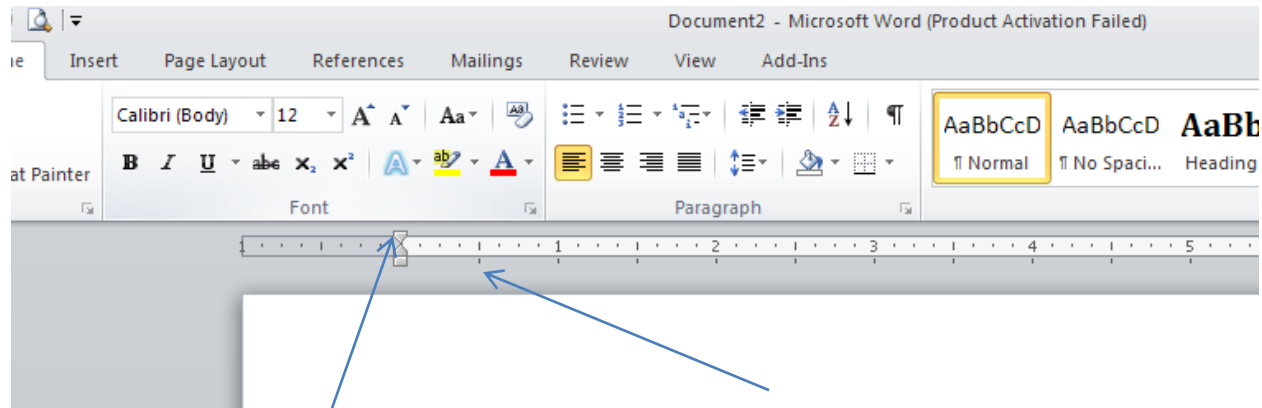 Document2 - Microsoft Word (Product Activation Failed)
Insert Page Layout References Mailings Review View Add-Ins
Calibri (Body) 12 A A Aa
AaBbCcD AaBbCcD AaBb
B I U abc x₂ x² A ab A
¶ Normal ¶ No Spaci... Heading
at Painter
Font Paragraph
1 1 2 3 4 5